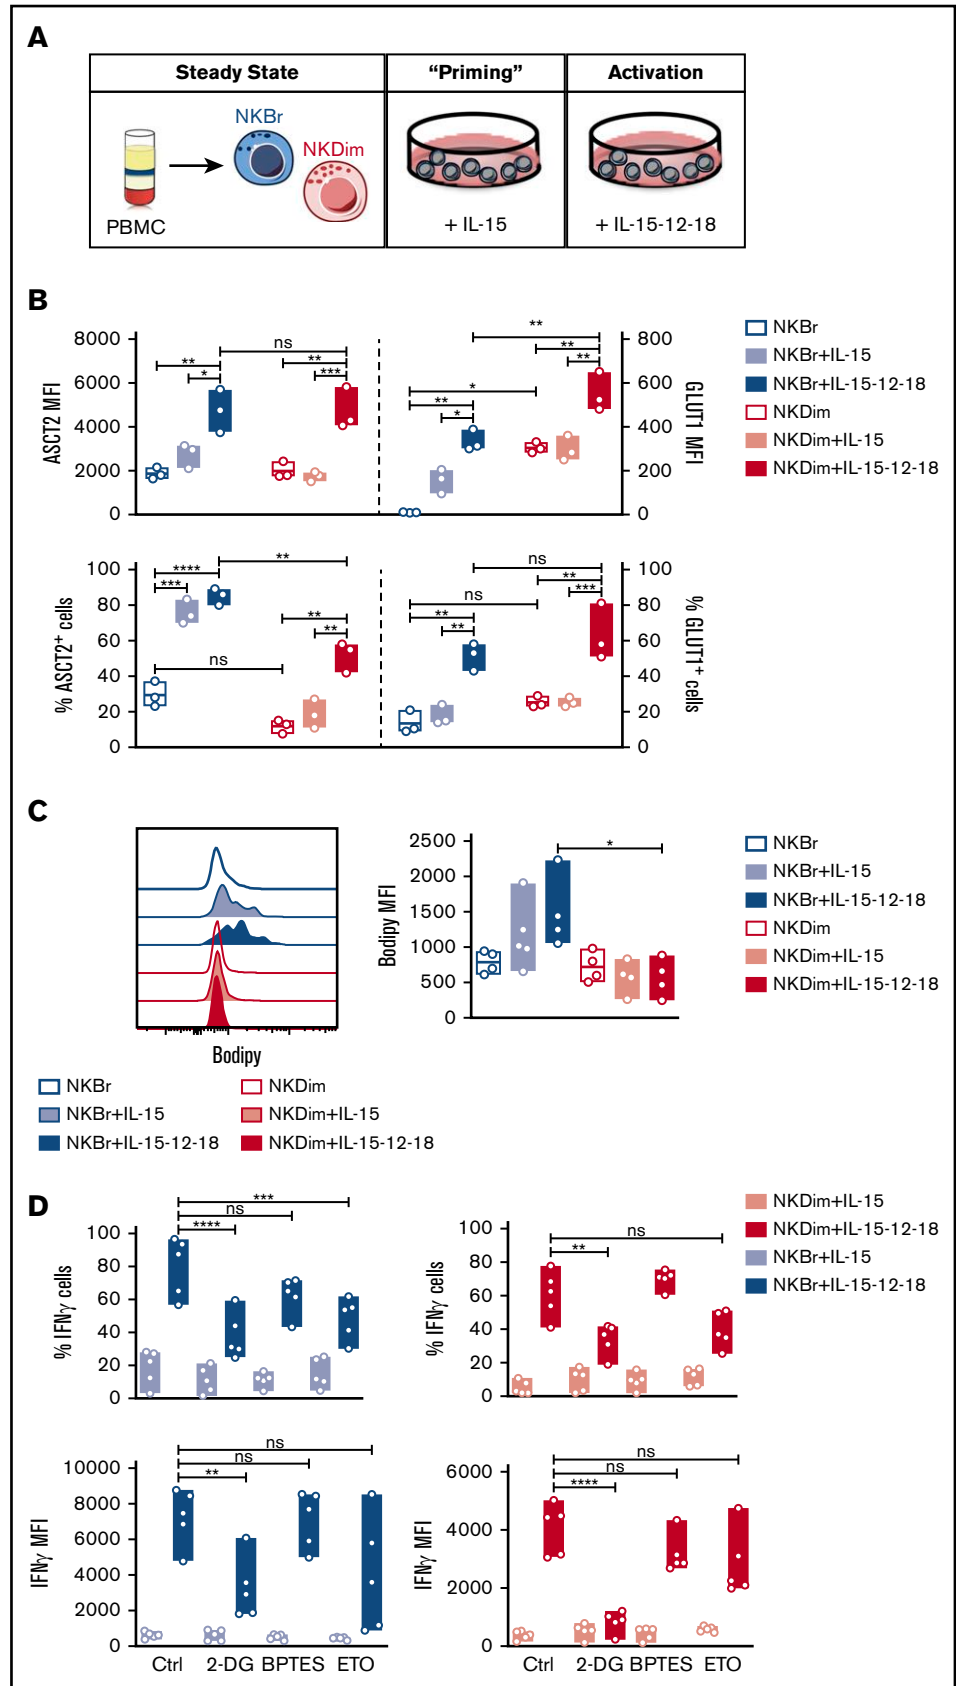 A
Steady State
“Priming”
Activation
NKBr
NKDim
PBMC
+ IL-15
+ IL-15-12-18
B
8000
6000
4000
2000
0
ASCT2 MFI
**
*
ns
**
***
*
**
*
**
**
**
800
600
400
200
0
GLUT1 MFI
NKBr
NKBr+IL-15
NKBr+IL-15-12-18
NKDim
NKDim+IL-15
NKDim+IL-15-12-18
100
80
60
40
20
0
% ASCT2+ cells
****
***
**
**
**
ns
ns
**
**
ns
**
***
100
80
60
40
20
0
% GLUT1+ cells
C
Bodipy
NKBr
NKBr+IL-15
NKBr+IL-15-12-18
NKDim
NKDim+IL-15
NKDim+IL-15-12-18
2500
2000
1500
1000
500
0
Bodipy MFI
*
NKBr
NKBr+IL-15
NKBr+IL-15-12-18
NKDim
NKDim+IL-15
NKDim+IL-15-12-18
D
100
80
60
40
20
0
% IFNγ cells
***
ns
****
100
80
60
40
20
0
% IFNγ cells
ns
**
NKDim+IL-15
NKDim+IL-15-12-18
NKBr+IL-15
NKBr+IL-15-12-18
10000
8000
6000
4000
2000
0
IFNγ MFI
ns
ns
**
Ctrl 2-DG BPTES ETO
6000
4000
2000
0
IFNγ MFI
ns
ns
****
Ctrl 2-DG BPTES ETO